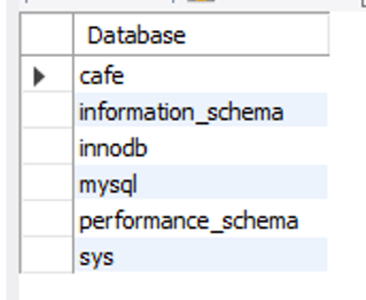 Database
cafe
information_schema
innodb
mysql
performance_schema
sys